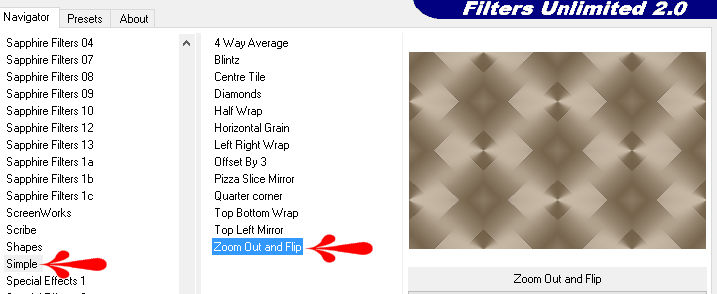 Filters Unlimited 2.0
Navigator
Presets
About
Sapphire Filters 04
Sapphire Filters 07
Sapphire Filters 08
Sapphire Filters 09
Sapphire Filters 10
Sapphire Filters 12
Sapphire Filters 13
Sapphire Filters 1a
Sapphire Filters 1b
Sapphire Filters 1c
ScreenWorks
Scribe
Shapes
Simple
Special Effects 1
4 Way Average
Blintz
Centre Tile
Diamonds
Half Wrap
Horizontal Grain
Left Right Wrap
Offset By 3
Pizza Slice Mirror
Quarter corner
Top Bottom Wrap
Top Left Mirror
Zoom Out and Flip
Zoom Out and Flip